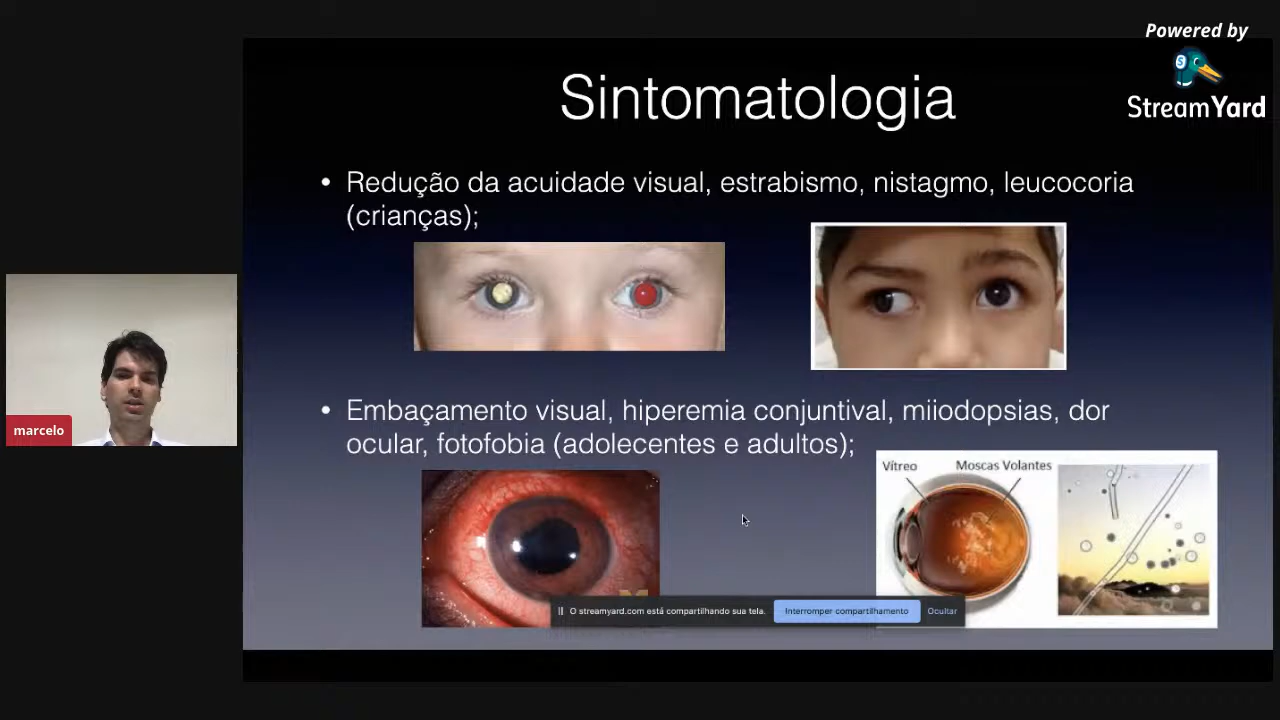 Powered by
StreamYard
Sintomatologia
• Redução da acuidade visual, estrabismo, nistagmo, leucocoria
(crianças);
• Embaçamento visual, hiperemia conjuntival, miiodopsias, dor
ocular, fotofobia (adolecentes e adultos);
marcelo
Vítreo Moscas Volantes
O streamyard.com está compartilhando sua tela. Interromper compartilhamento Ocultar